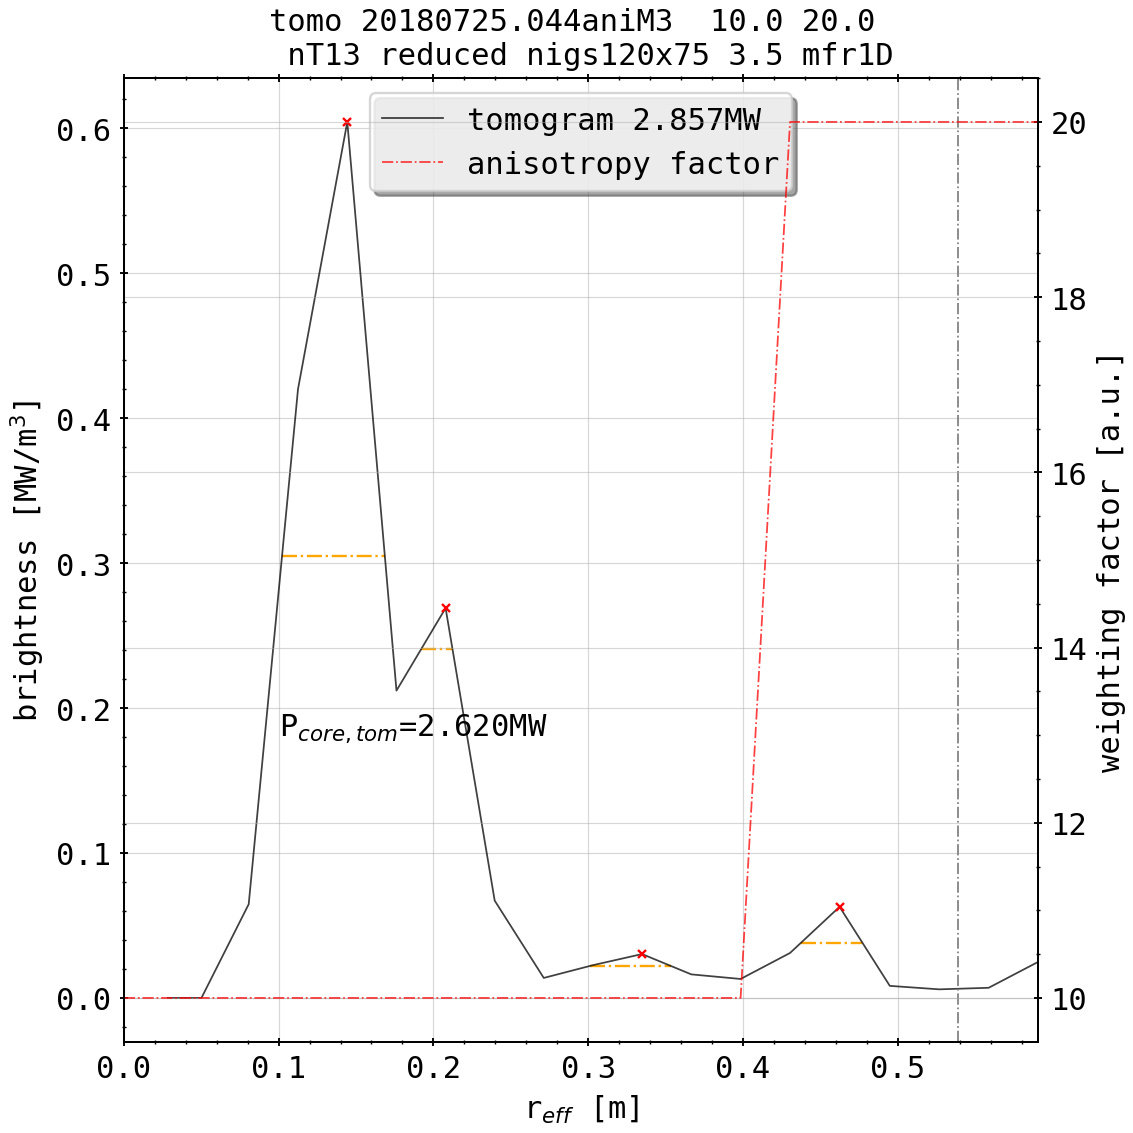 tomo 20180725.044aniM3 10.0 20.0
nT13 reduced nigs120x75 3.5 mfr1D
tomogram 2.857MW
anisotropy factor
brightness [MW/m³]
0.6
0.5
0.4
0.3
0.2
0.1
0.0
P_core,tom=2.620MW
20
18
16
14
12
10
weighting factor [a.u.]
0.0 0.1 0.2 0.3 0.4 0.5
r_eff [m]